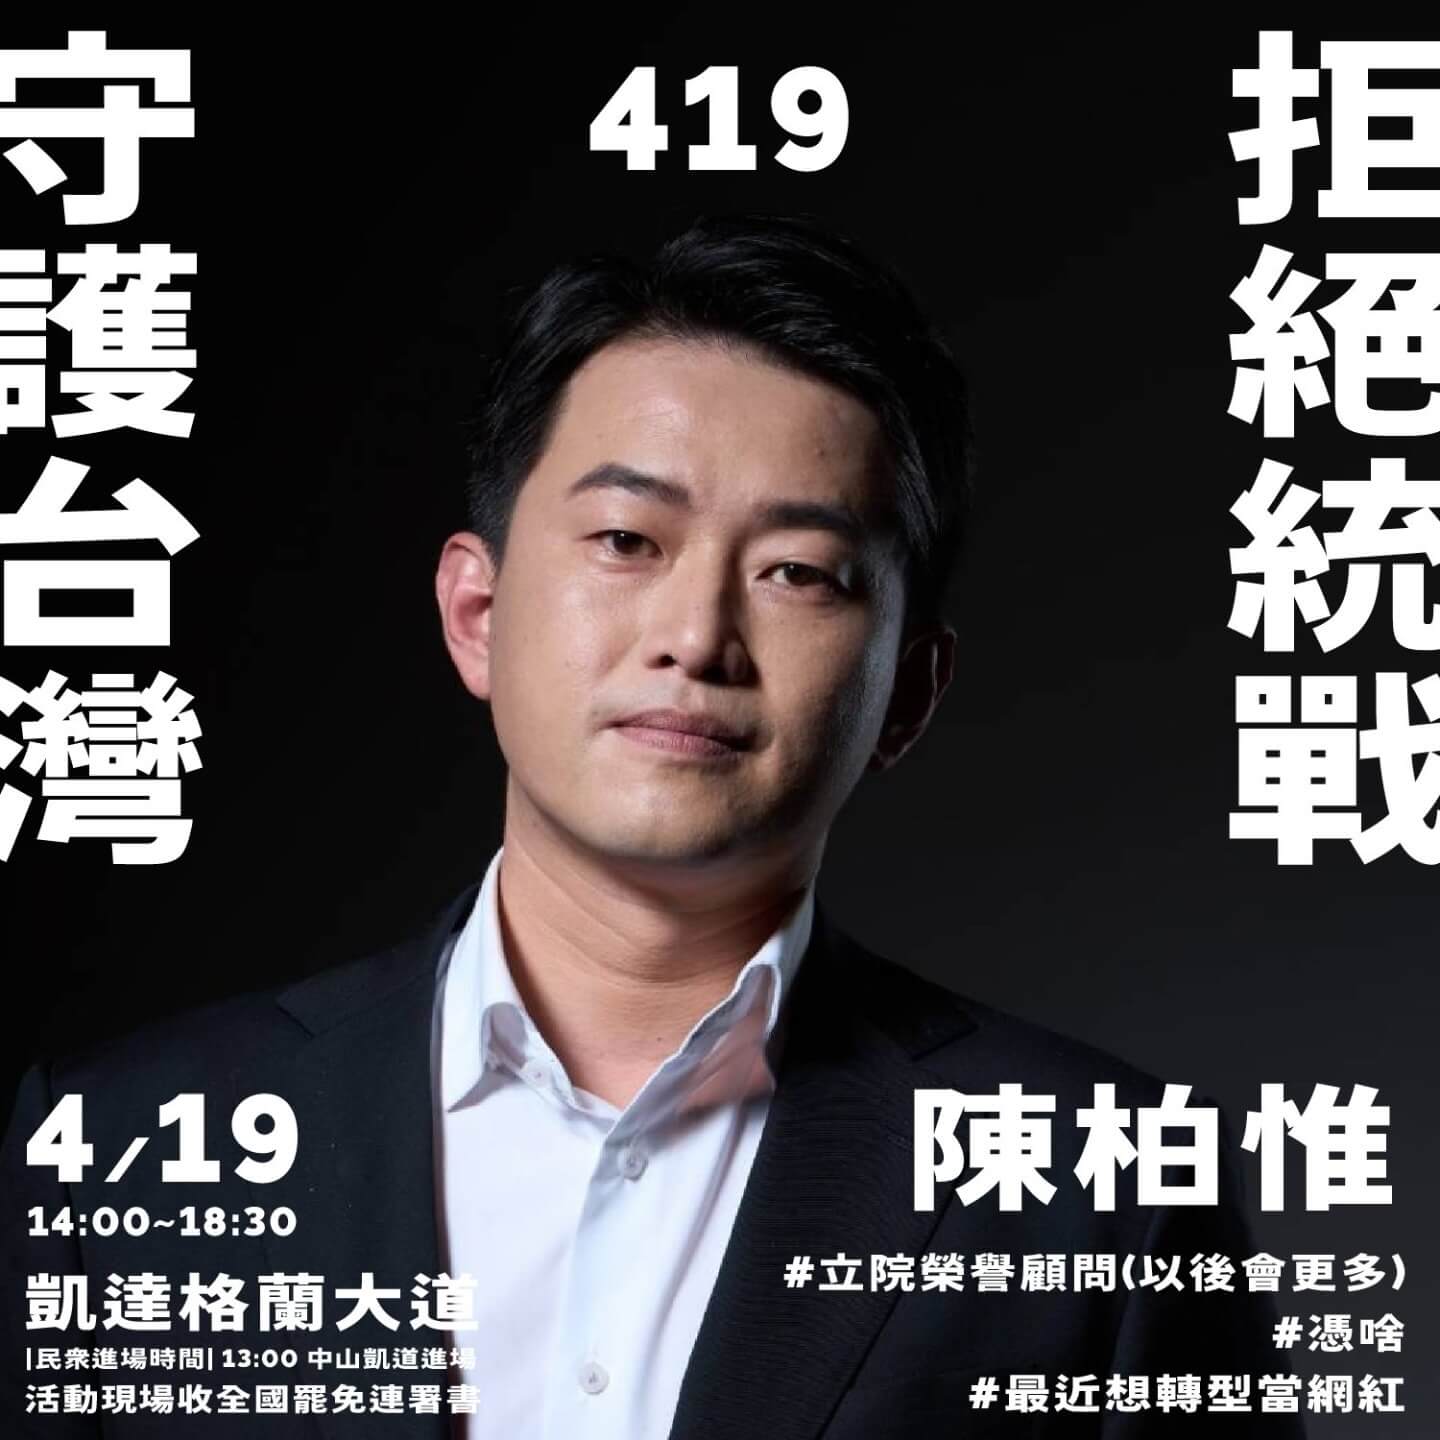 419
拒絕統戰
守護台灣
4/19
14:00~18:30
凱達格蘭大道
|民眾進場時間| 13:00 中山凱道進場
活動現場收全國罷免連署書
陳柏惟
#立院榮譽顧問(以後會更多)
#憑啥
#最近想轉型當網紅